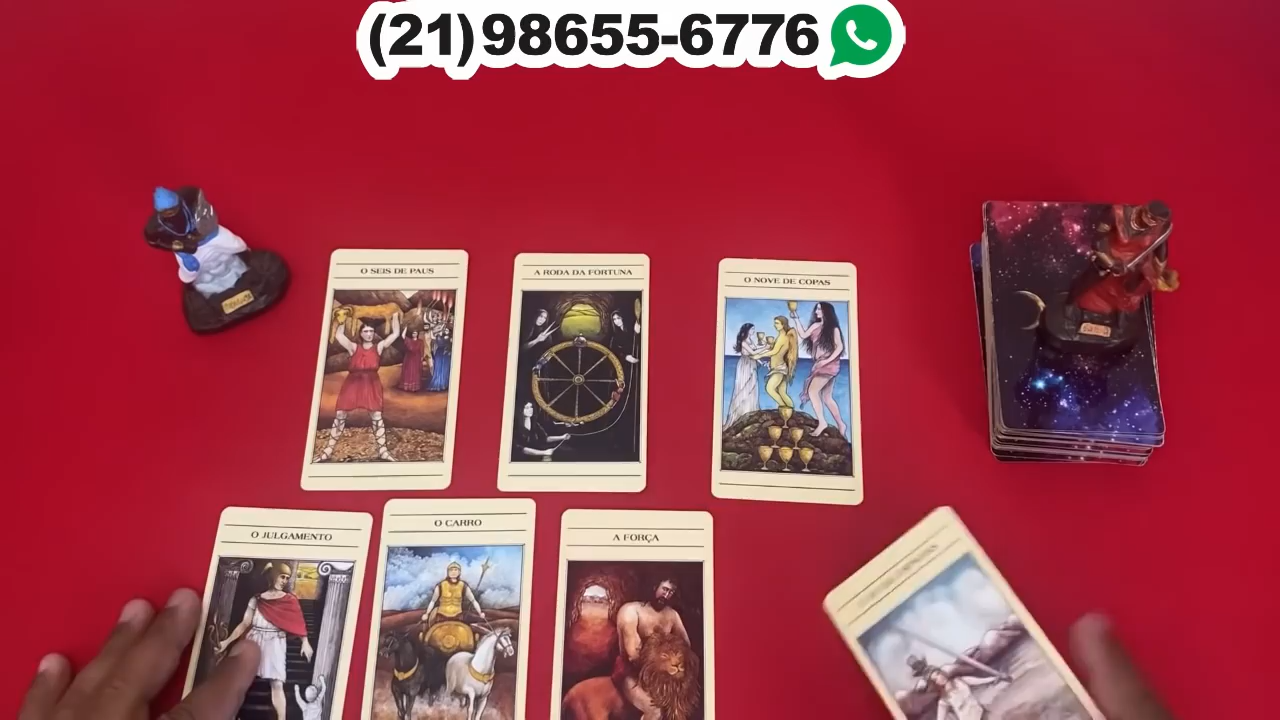 (21)98655-6776
O SEIS DE PAUS
A RODA DA FORTUNA
O NOVE DE COPAS
O JULGAMENTO
O CARRO
A FORÇA